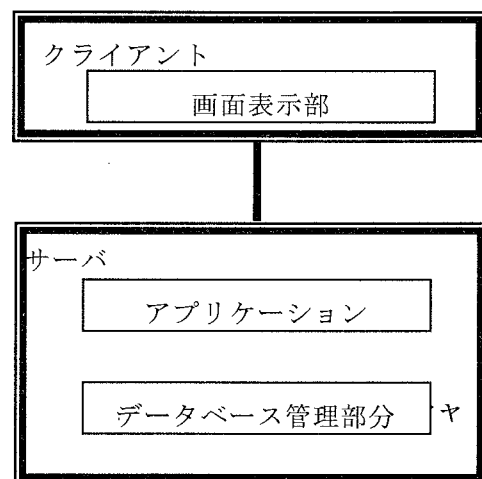 クライアント
画面表示部
サーバ
アプリケーション
データベース管理部分
ヤ